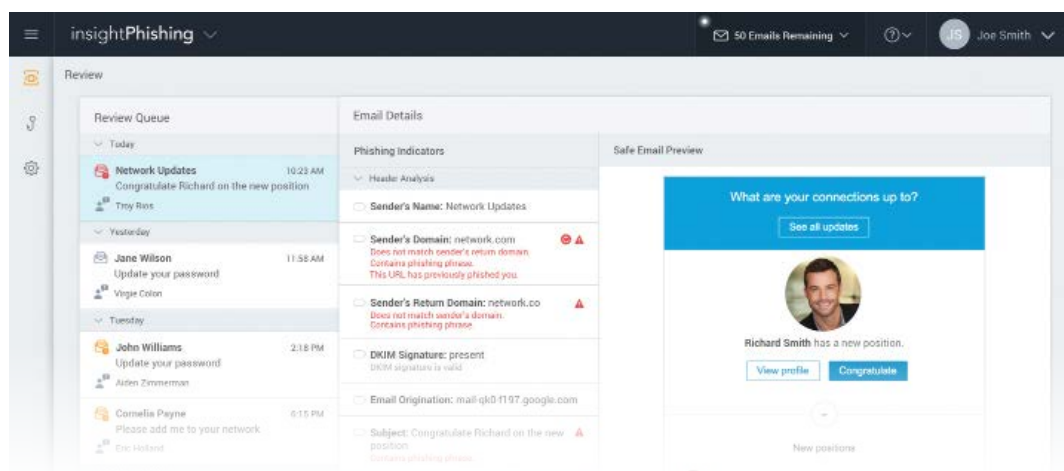 insightPhishing
50 Emails Remaining
JS
Joe Smith
Review
Review Queue
Today
Network Updates 10:23 AM
Congratulate Richard on the new position
Troy Rios
Yesterday
Jane Wilson 11:58 AM
Update your password
Virgie Colon
Tuesday
John Williams 2:18 PM
Update your password
Aiden Zimmerman
Cornelia Payne 6:15 PM
Please add me to your network
Eric Holland
Email Details
Phishing Indicators
Header Analysis
Sender's Name: Network Updates
Sender's Domain: network.com
Does not match sender's return domain.
Contains phishing phrase.
This URL has previously phished you.
Sender's Return Domain: network.co
Does not match sender's domain.
Contains phishing phrase.
DKIM Signature: present
DKIM signature is valid
Email Origination: mail-qk0-f197.google.com
Subject: Congratulate Richard on the new
position
Contains phishing phrase.
Safe Email Preview
What are your connections up to?
See all updates
Richard Smith has a new position.
View profile
Congratulate
New positions